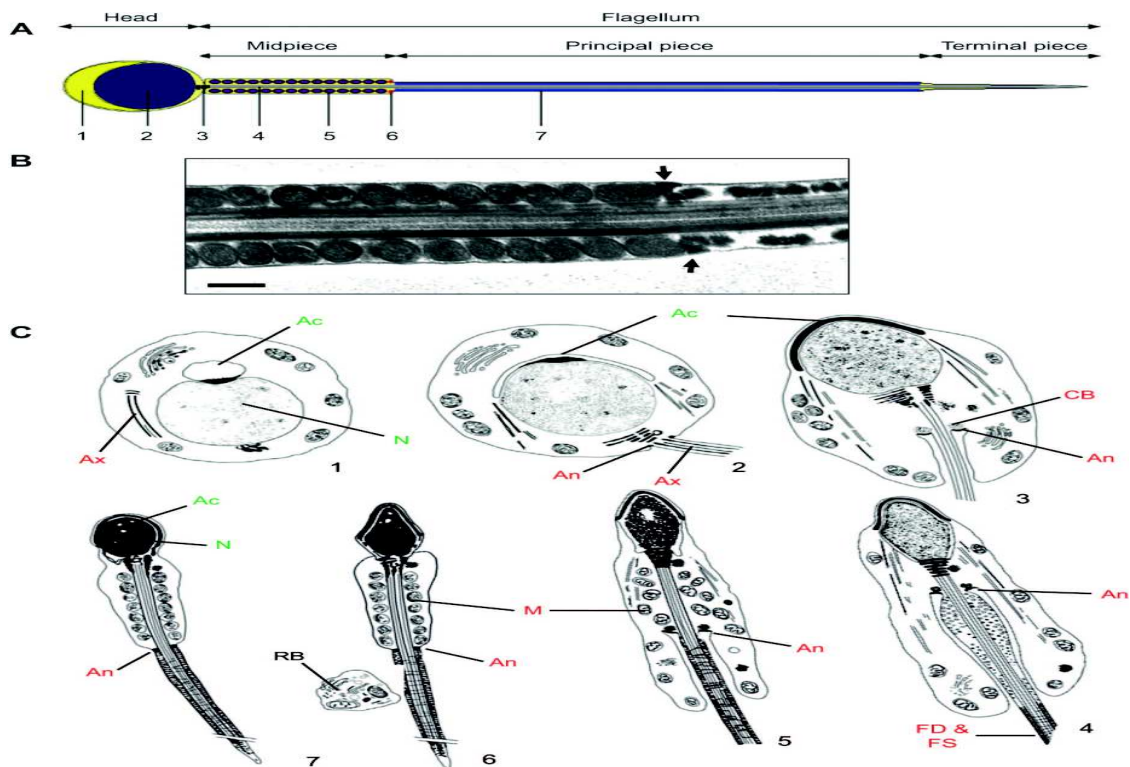 A
Head
Flagellum
Midpiece
Principal piece
Terminal piece
1 2 3 4 5 6 7
B
C
Ac
Ax
N
1
Ac
An
Ax
2
CB
An
3
Ac
N
An
7
RB
M
An
6
An
5
An
FD &
FS
4